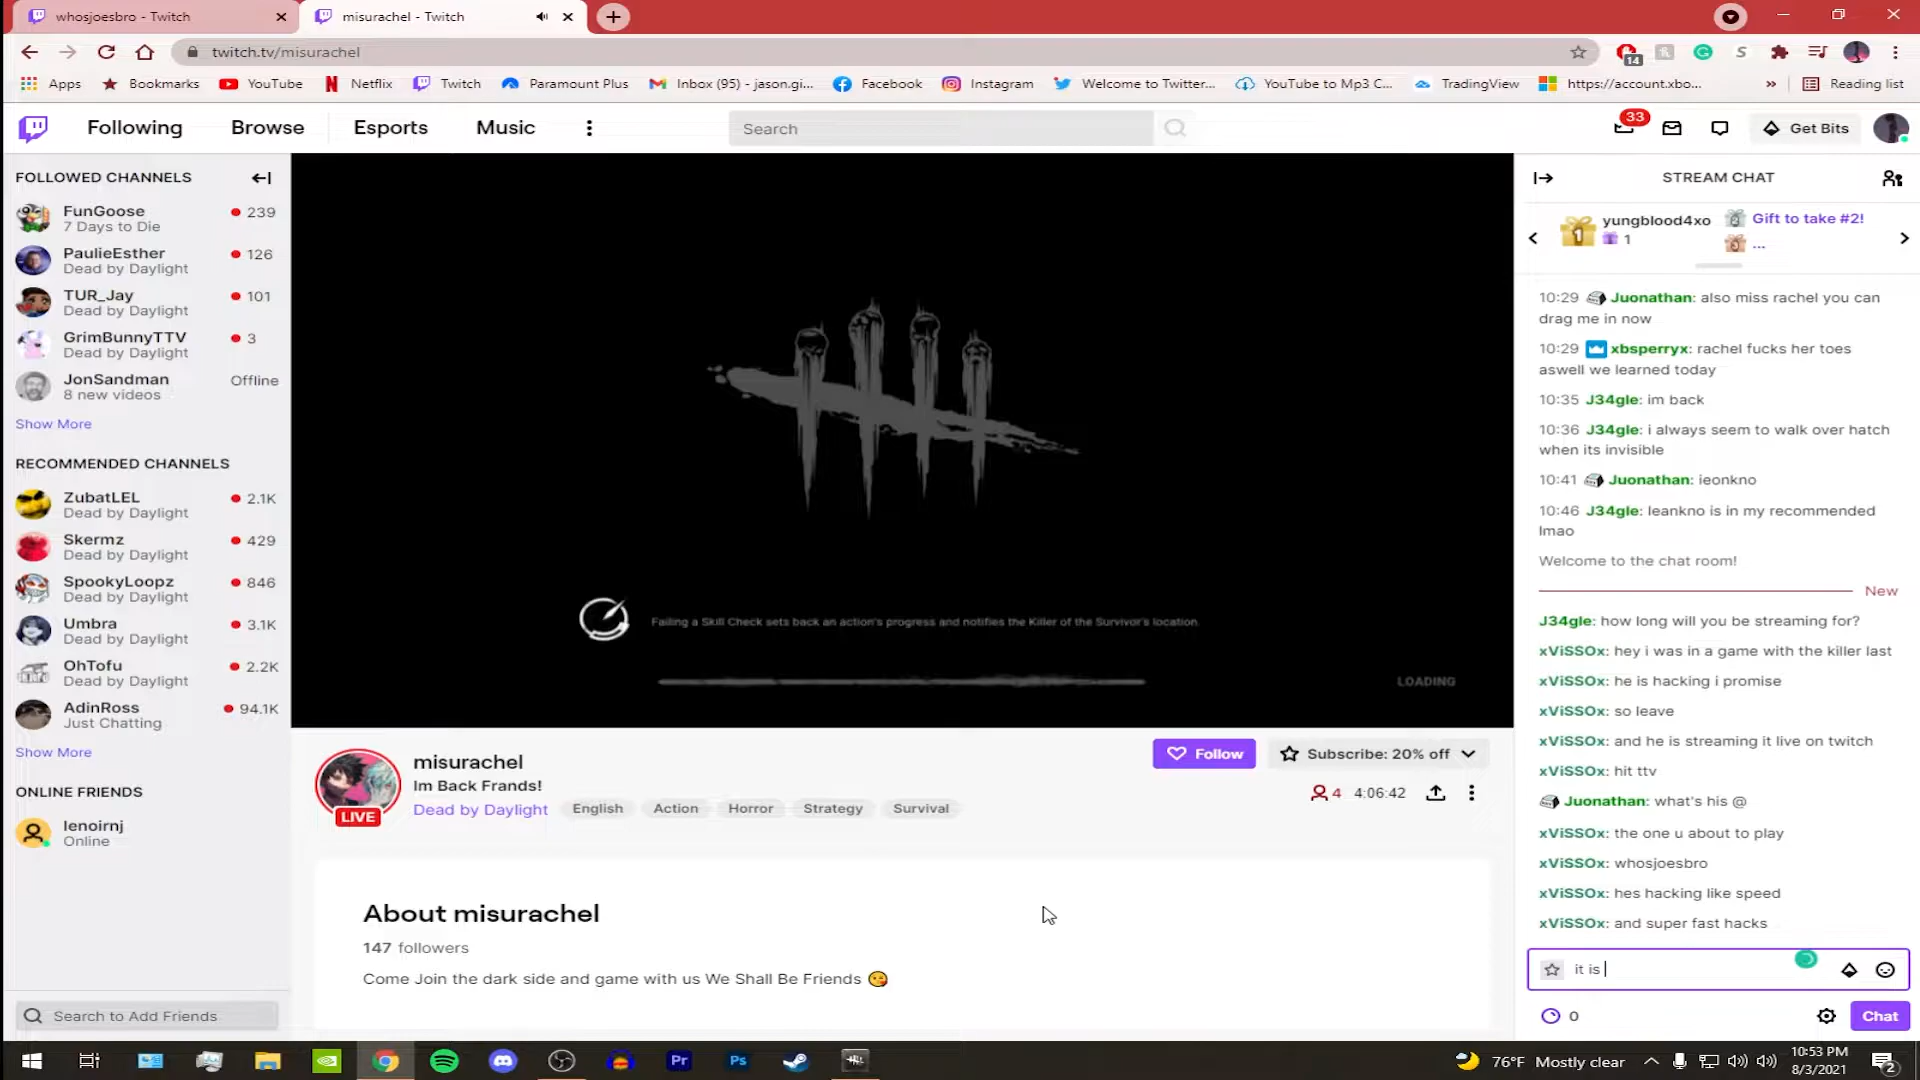 whosjoesbro - Twitch
misurachel - Twitch
twitch.tv/misurachel
14
Apps
Bookmarks
YouTube
Netflix
Twitch
Paramount Plus
Inbox (95) - jason.gi...
Facebook
Instagram
Welcome to Twitter...
YouTube to Mp3 C...
TradingView
https://account.xbo...
Reading list
Following
Browse
Esports
Music
Search
33
Get Bits
FOLLOWED CHANNELS
FunGoose
239
7 Days to Die
PaulieEsther
126
Dead by Daylight
TUR_Jay
101
Dead by Daylight
GrimBunnyTTV
3
Dead by Daylight
JonSandman
Offline
8 new videos
Show More
RECOMMENDED CHANNELS
ZubatLEL
2.1K
Dead by Daylight
Skermz
429
Dead by Daylight
SpookyLoopz
846
Dead by Daylight
Umbra
3.1K
Dead by Daylight
OhTofu
2.2K
Dead by Daylight
AdinRoss
94.1K
Just Chatting
Show More
ONLINE FRIENDS
lenoirnj
Online
Search to Add Friends
Failing a Skill Check sets back an action's progress and notifies the Killer of the Survivor's location.
LOADING
LIVE
misurachel
Im Back Frands!
Dead by Daylight
English
Action
Horror
Strategy
Survival
Follow
Subscribe: 20% off
4
4:06:42
About misurachel
147 followers
Come Join the dark side and game with us We Shall Be Friends 😘
STREAM CHAT
1
yungblood4xo
1
Gift to take #2!
...
10:29 Juonathan: also miss rachel you can
drag me in now
10:29 xbsperryx: rachel fucks her toes
aswell we learned today
10:35 J34gle: im back
10:36 J34gle: i always seem to walk over hatch
when its invisible
10:41 Juonathan: ieonkno
10:46 J34gle: leankno is in my recommended
lmao
Welcome to the chat room!
New
J34gle: how long will you be streaming for?
xViSSOx: hey i was in a game with the killer last
xViSSOx: he is hacking i promise
xViSSOx: so leave
xViSSOx: and he is streaming it live on twitch
xViSSOx: hit ttv
Juonathan: what's his @
xViSSOx: the one u about to play
xViSSOx: whosjoesbro
xViSSOx: hes hacking like speed
xViSSOx: and super fast hacks
it is
0
Chat
Pr
Ps
76°F Mostly clear
10:53 PM
8/3/2021
2